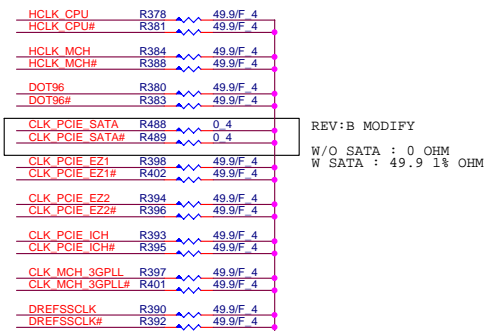 HCLK_CPU R378 49.9/F_4
HCLK_CPU# R381 49.9/F_4
HCLK_MCH R384 49.9/F_4
HCLK_MCH# R388 49.9/F_4
DOT96 R380 49.9/F_4
DOT96# R383 49.9/F_4
CLK_PCIE_SATA R488 0_4
CLK_PCIE_SATA# R489 0_4
REV:B MODIFY
W/O SATA : 0 OHM
W SATA : 49.9 1% OHM
CLK_PCIE_EZ1 R398 49.9/F_4
CLK_PCIE_EZ1# R402 49.9/F_4
CLK_PCIE_EZ2 R394 49.9/F_4
CLK_PCIE_EZ2# R396 49.9/F_4
CLK_PCIE_ICH R393 49.9/F_4
CLK_PCIE_ICH# R395 49.9/F_4
CLK_MCH_3GPLL R397 49.9/F_4
CLK_MCH_3GPLL# R401 49.9/F_4
DREFSSCLK R390 49.9/F_4
DREFSSCLK# R392 49.9/F_4